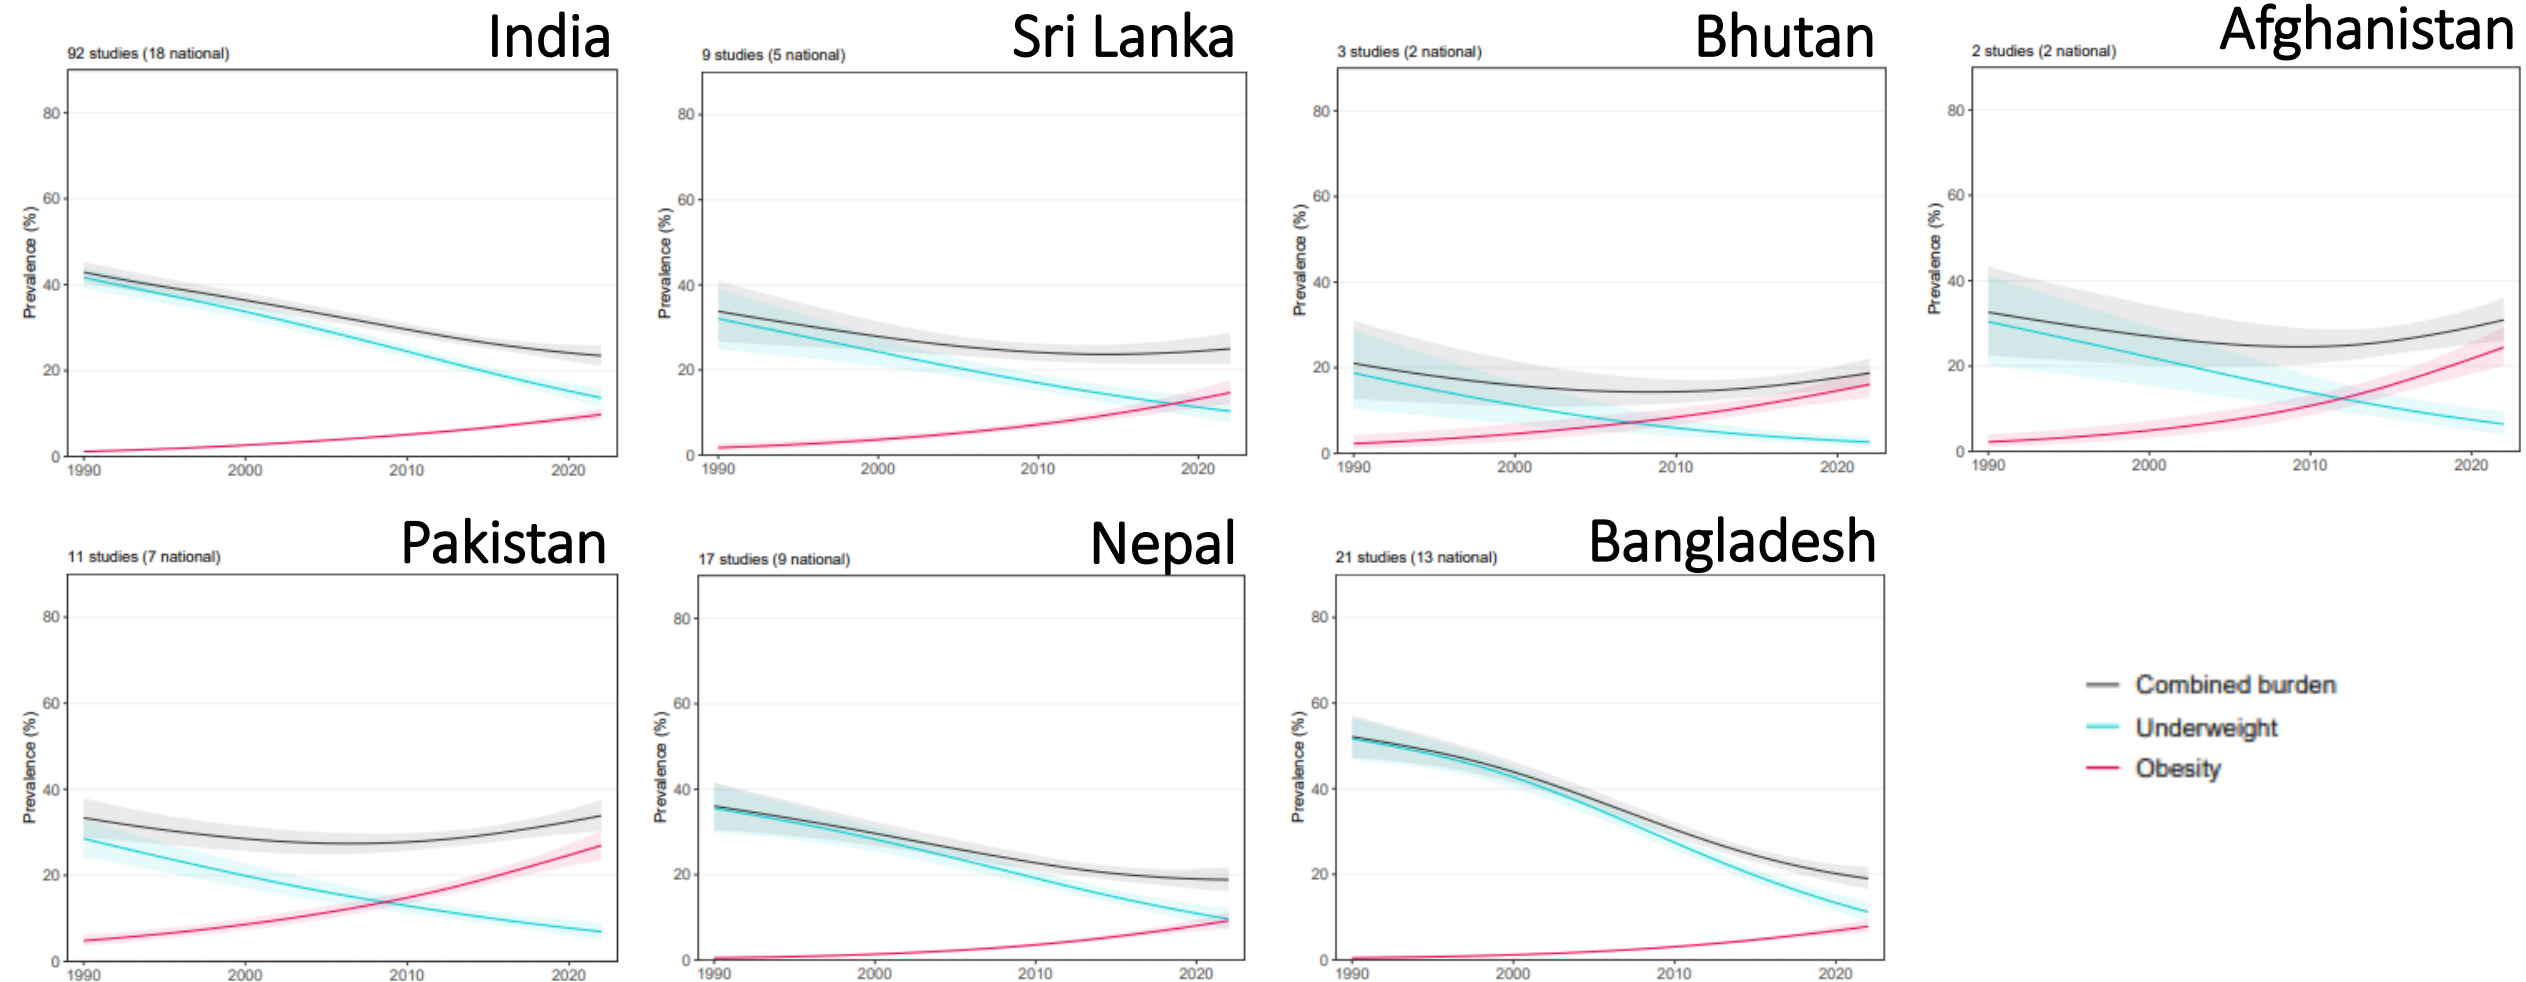 India
92 studies (18 national)
80
60
40
20
0
Prevalence (%)
1990 2000 2010 2020
Sri Lanka
9 studies (5 national)
80
60
40
20
0
Prevalence (%)
1990 2000 2010 2020
Bhutan
3 studies (2 national)
80
60
40
20
0
Prevalence (%)
1990 2000 2010 2020
Afghanistan
2 studies (2 national)
80
60
40
20
0
Prevalence (%)
1990 2000 2010 2020
Pakistan
11 studies (7 national)
80
60
40
20
0
Prevalence (%)
1990 2000 2010 2020
Nepal
17 studies (9 national)
80
60
40
20
0
Prevalence (%)
1990 2000 2010 2020
Bangladesh
21 studies (13 national)
80
60
40
20
0
Prevalence (%)
1990 2000 2010 2020
Combined burden
Underweight
Obesity